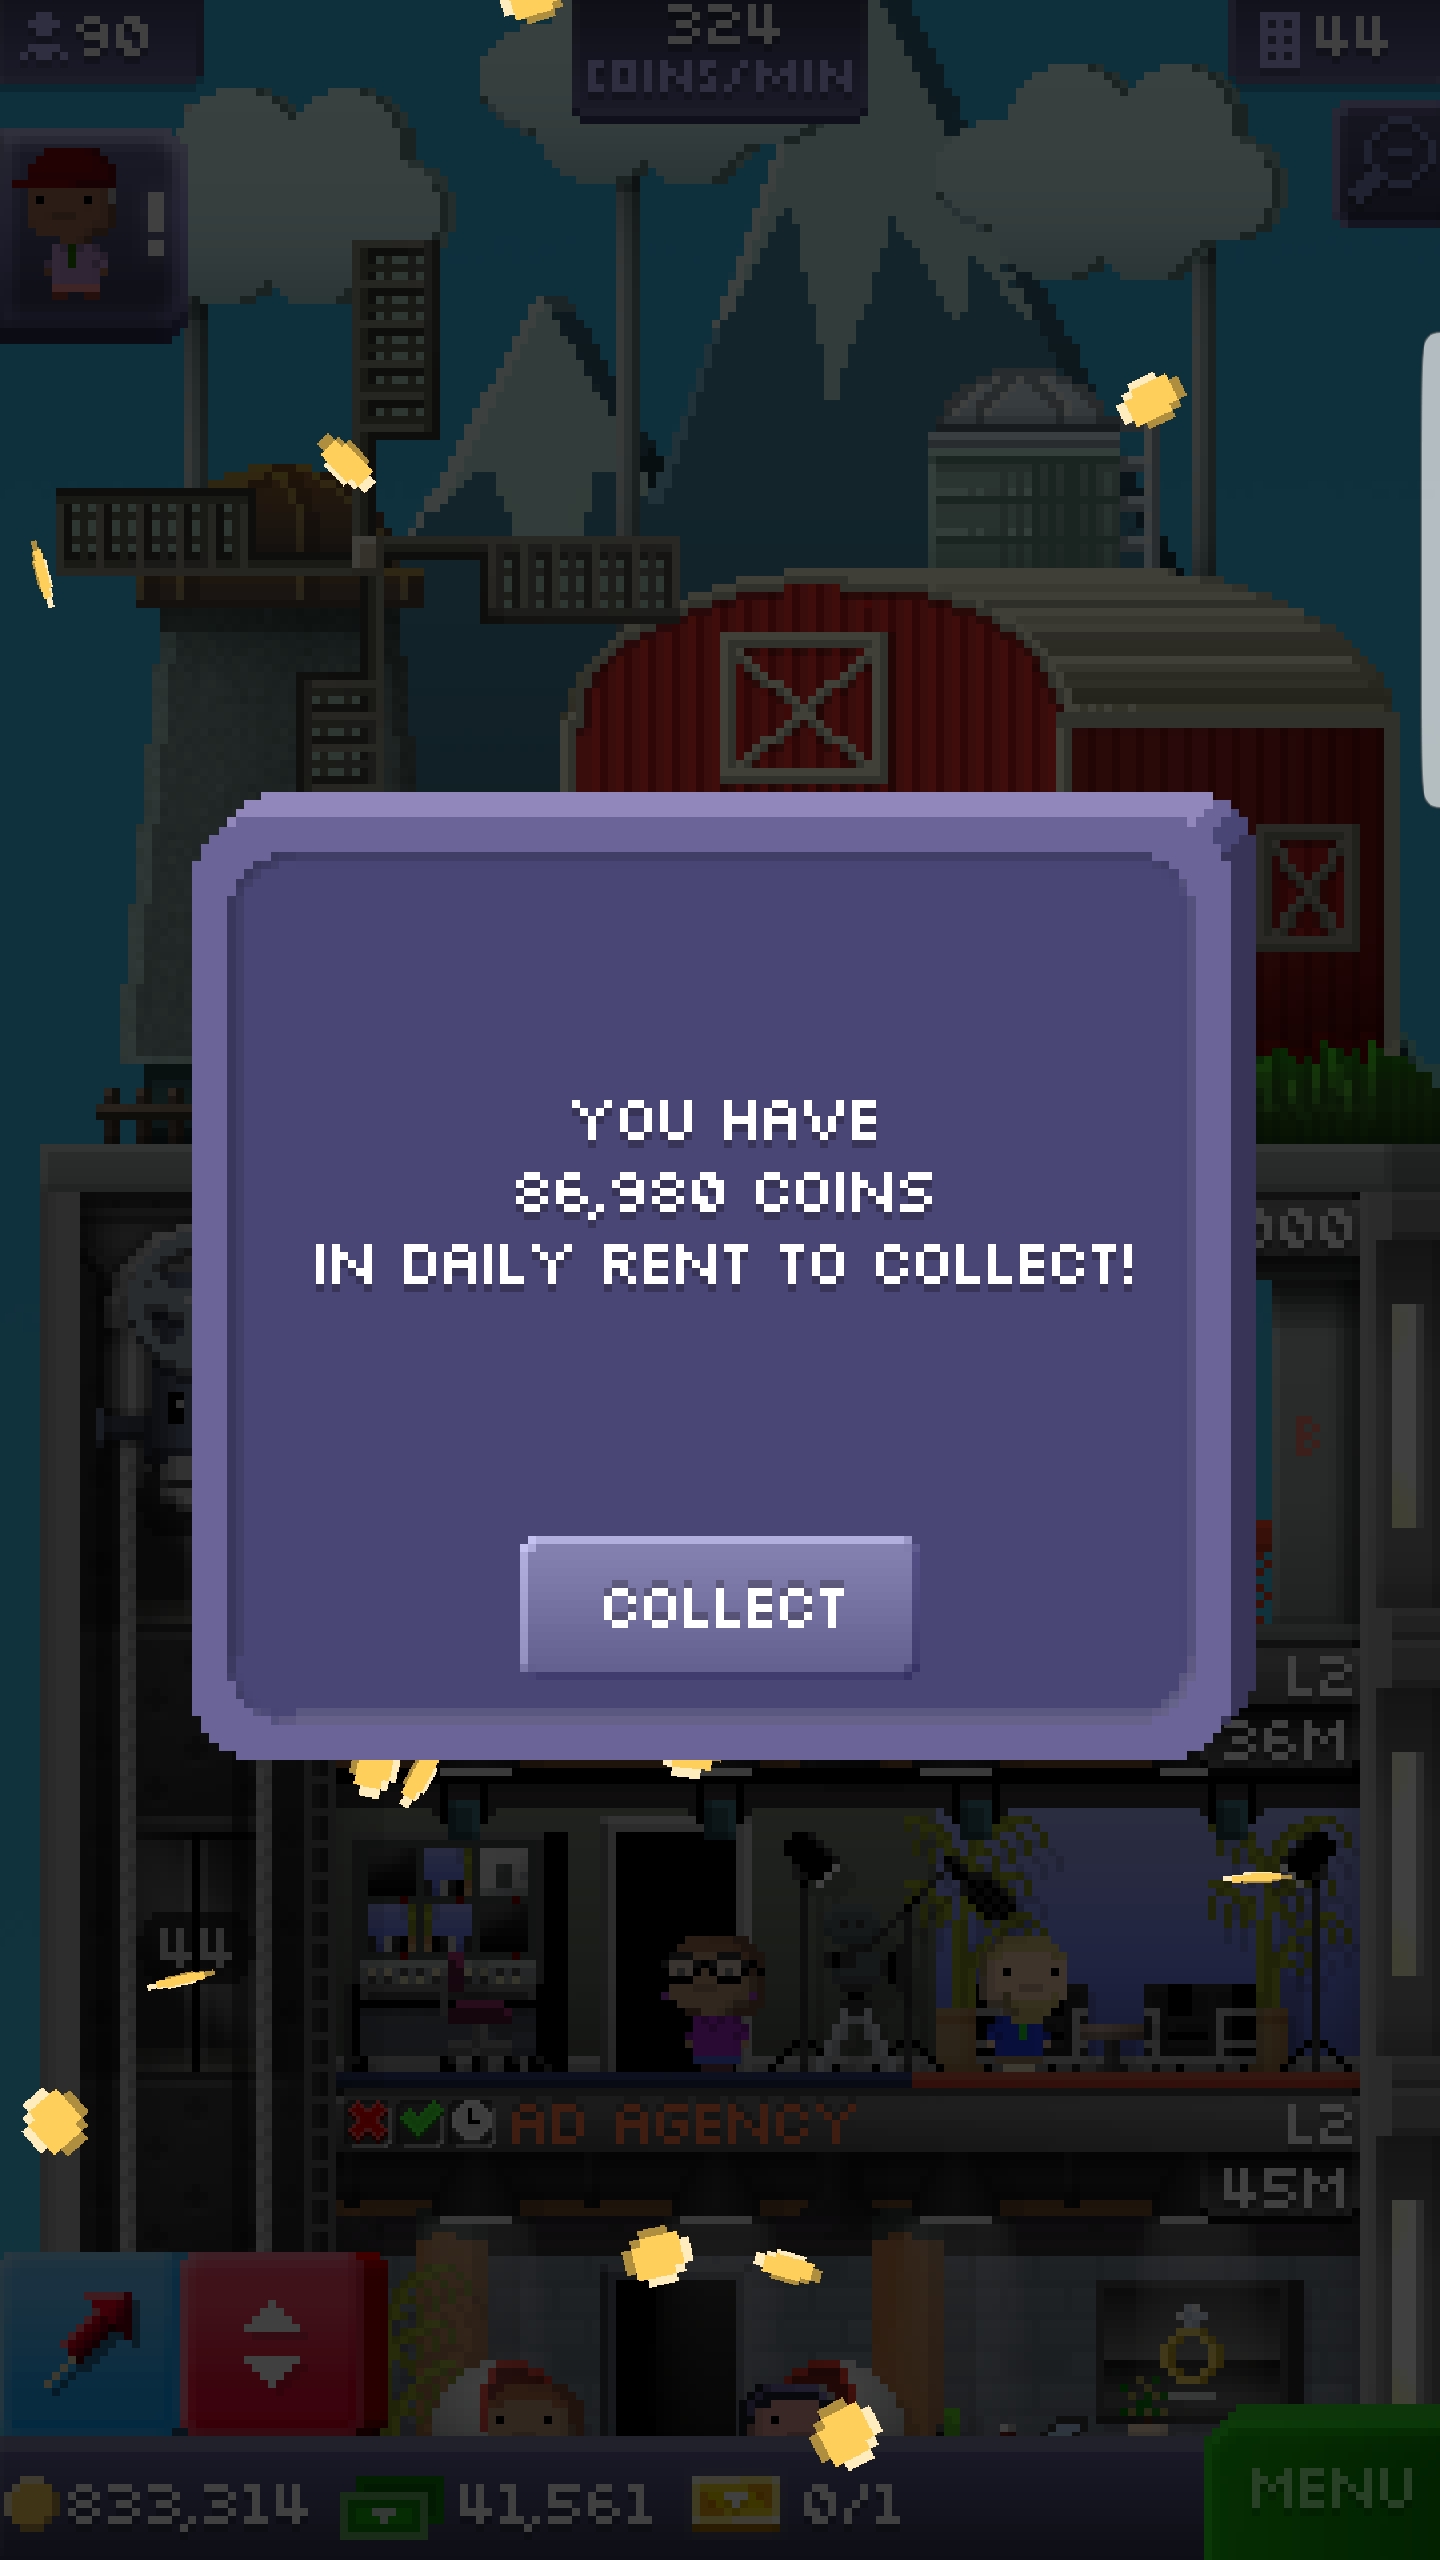 90
324
COINS/MIN
44
!
YOU HAVE
86,980 COINS
IN DAILY RENT TO COLLECT!
COLLECT
000
B
L2
36M
44
AD AGENCY
L2
45M
833,314
41,561
0/1
MENU